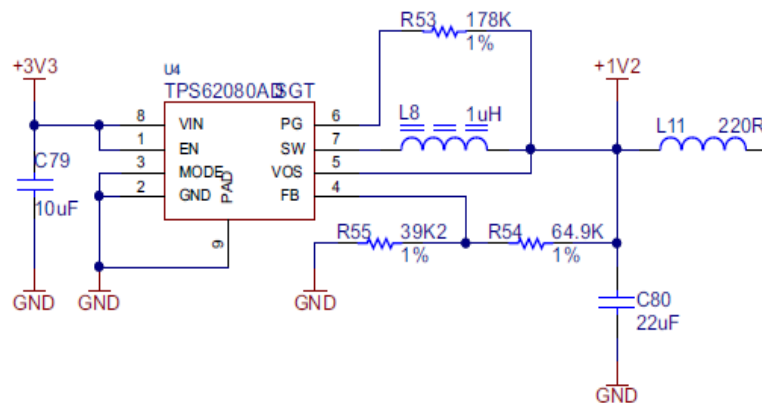 R53 178K
1%
+3V3
U4
TPS62080ADSGT
+1V2
8 VIN PG 6
L8 1uH
L11 220R
1 EN SW 7
C79
3 MODE VOS 5
10uF
2 GND FB 4
PAD
9
R55 39K2
1%
R54 64.9K
1%
GND
GND
GND
C80
22uF
GND